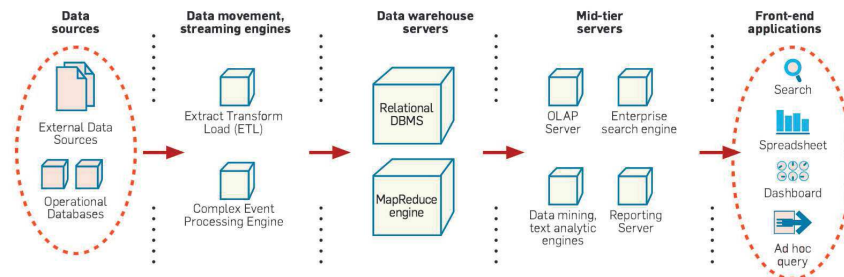 Data
sources
Data movement,
streaming engines
Data warehouse
servers
Mid-tier
servers
Front-end
applications
External Data
Sources
Operational
Databases
Extract Transform
Load (ETL)
Complex Event
Processing Engine
Relational
DBMS
MapReduce
engine
OLAP
Server
Enterprise
search engine
Data mining,
text analytic
engines
Reporting
Server
Search
Spreadsheet
Dashboard
Ad hoc
query